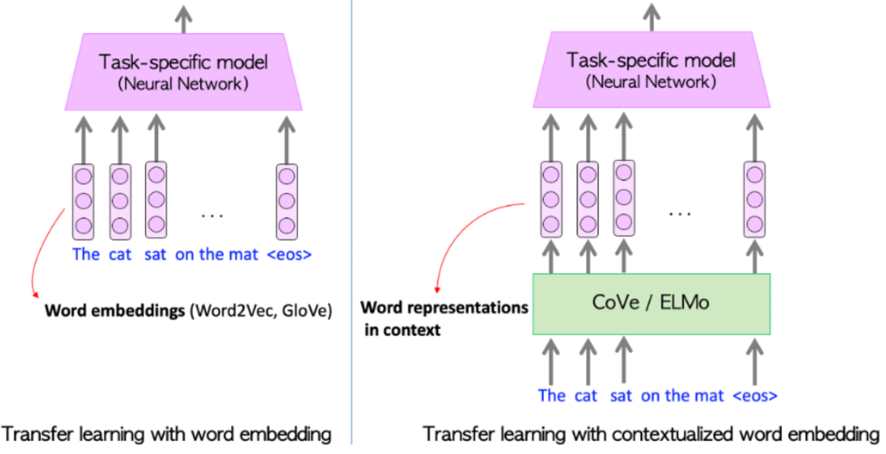 Task-specific model
(Neural Network)
...
The cat sat on the mat <eos>
Word embeddings (Word2Vec, GloVe)
Transfer learning with word embedding
Task-specific model
(Neural Network)
...
Word representations
in context
CoVe / ELMo
The cat sat on the mat <eos>
Transfer learning with contextualized word embedding